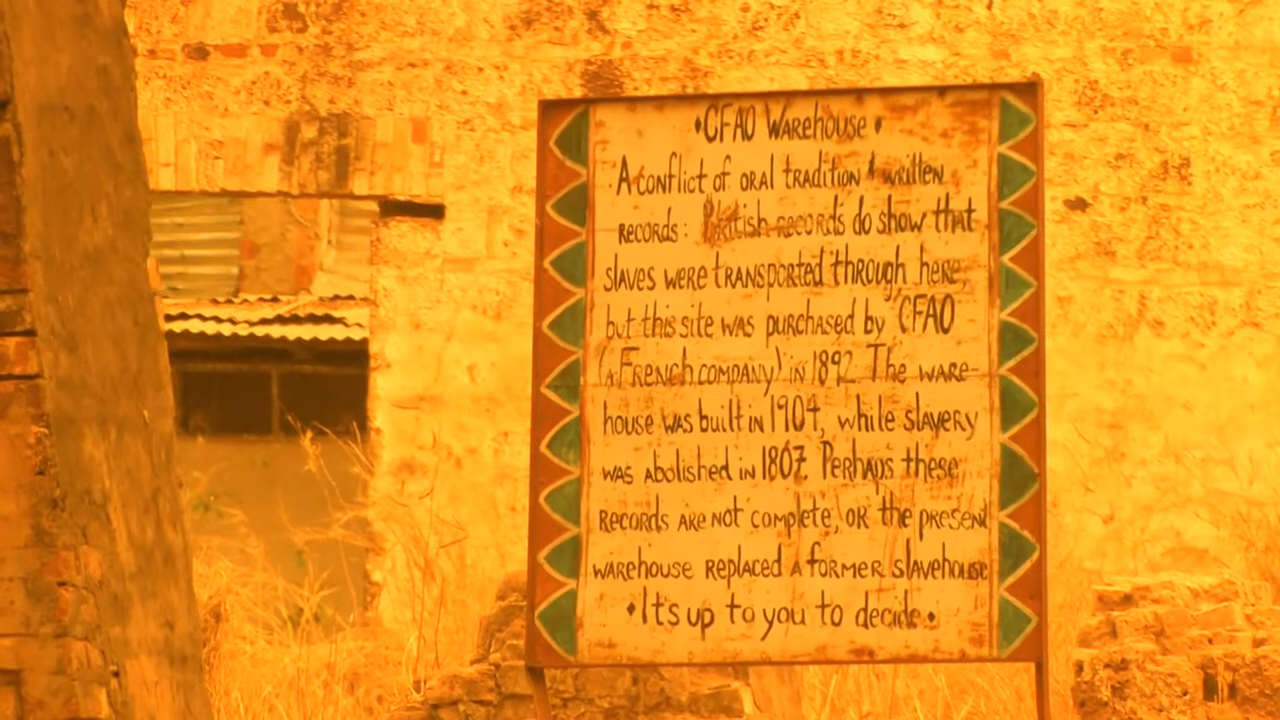 •CFAO WAREHOUSE•
A conflict of oral tradition & written
records: British records do show that
slaves were transported through here,
but this site was purchased by CFAO
(a French company) in 1892. The ware-
house was built in 1904, while slavery
was abolished in 1807. Perhaps these
records are not complete, or the present
warehouse replaced a former slavehouse
•It's up to you to decide•